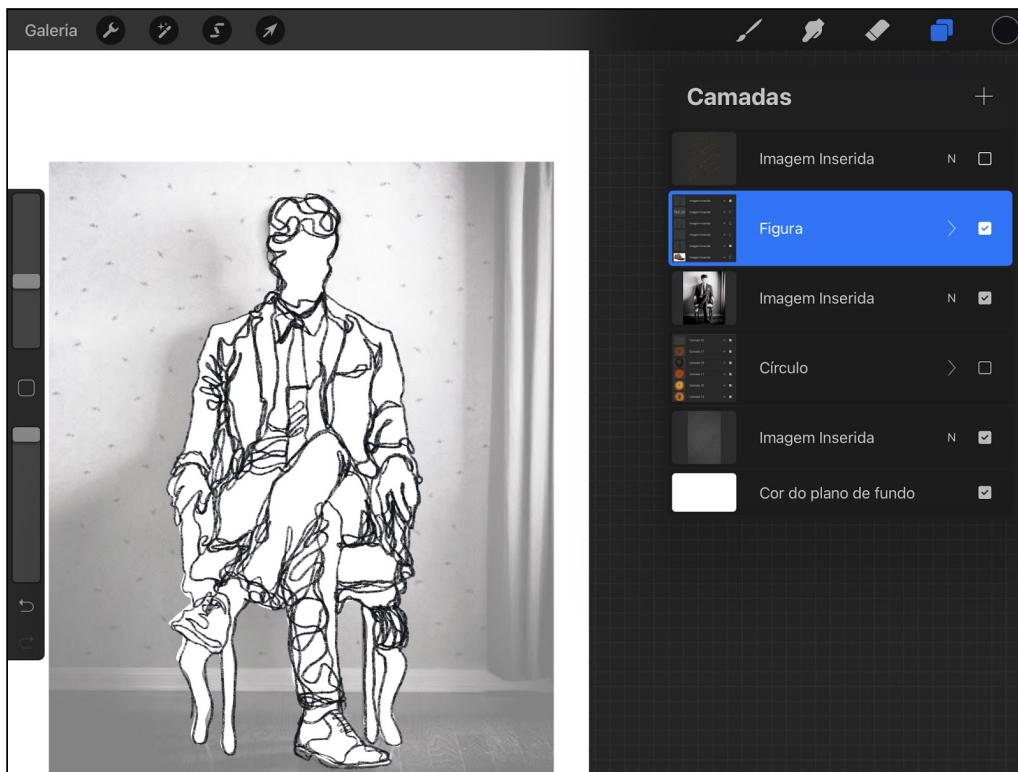 Galeria
Camadas
Imagem Inserida N
Figura
Imagem Inserida N
Círculo
Imagem Inserida N
Cor do plano de fundo